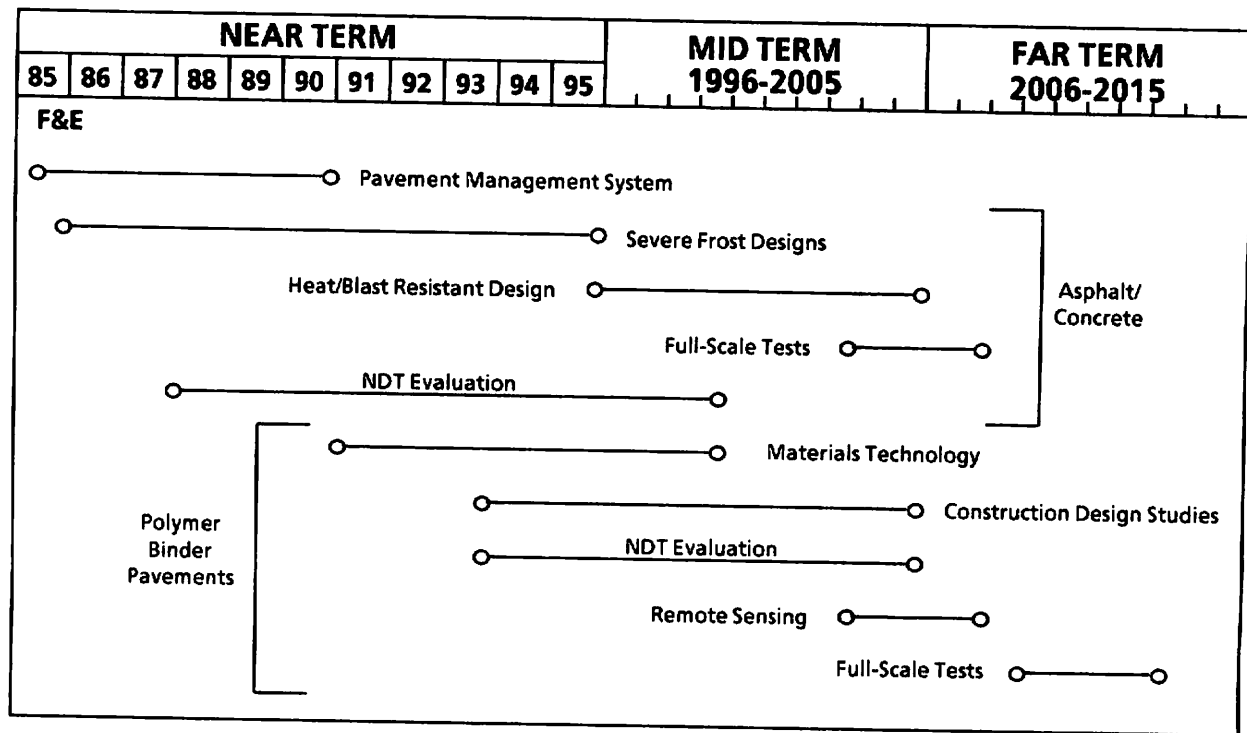 NEAR TERM
MID TERM
1996-2005
FAR TERM
2006-2015
85 86 87 88 89 90 91 92 93 94 95
F&E
Pavement Management System
Severe Frost Designs
Heat/Blast Resistant Design
Asphalt/
Concrete
Full-Scale Tests
NDT Evaluation
Materials Technology
Polymer
Binder
Pavements
Construction Design Studies
NDT Evaluation
Remote Sensing
Full-Scale Tests